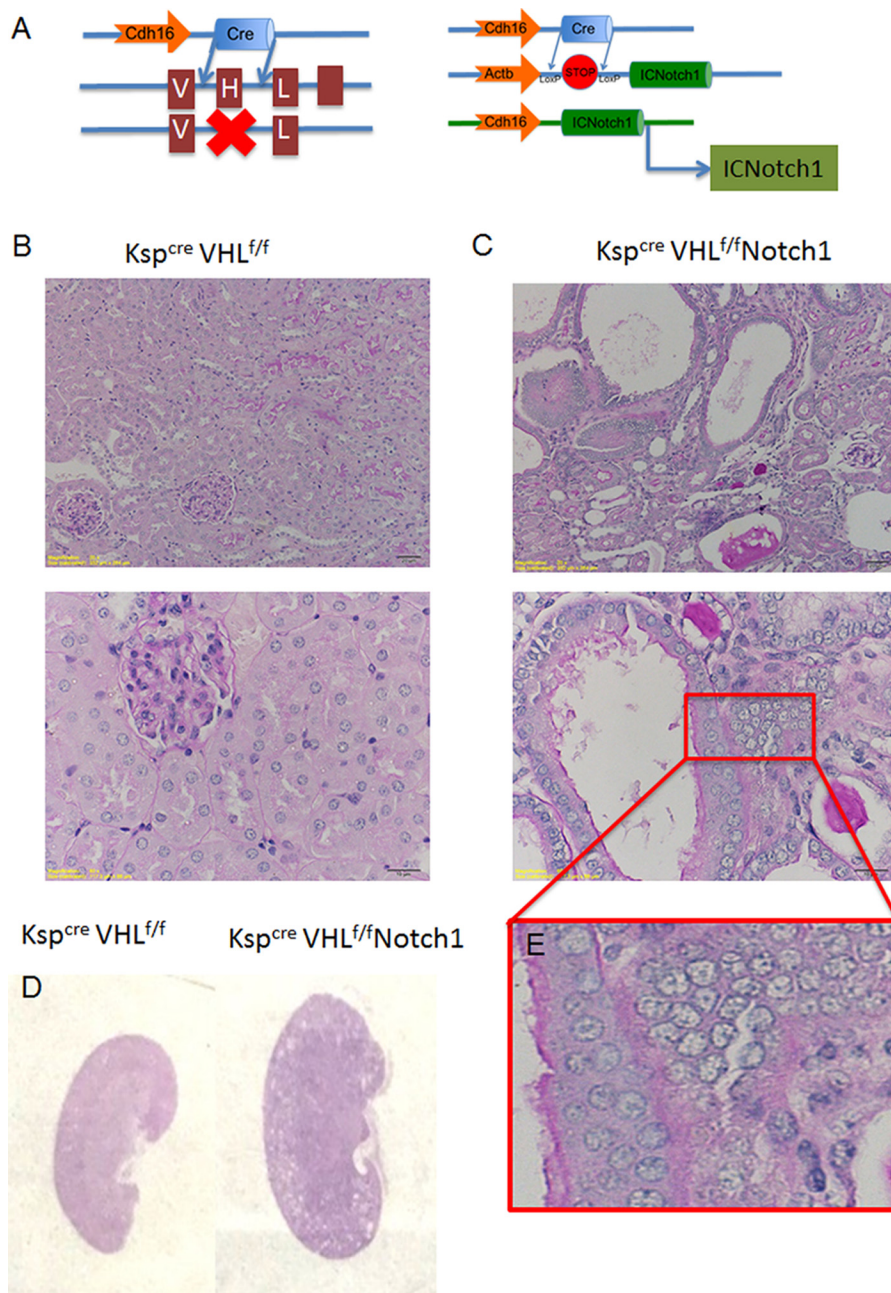 A
Cdh16
Cre
V
H
L
V
L
Cdh16
Cre
Actb
LoxP
STOP
LoxP
ICNotch1
Cdh16
ICNotch1
ICNotch1
B
Ksp^cre VHL^f/f
C
Ksp^cre VHL^f/f Notch1
Ksp^cre VHL^f/f
Ksp^cre VHL^f/f Notch1
D
E